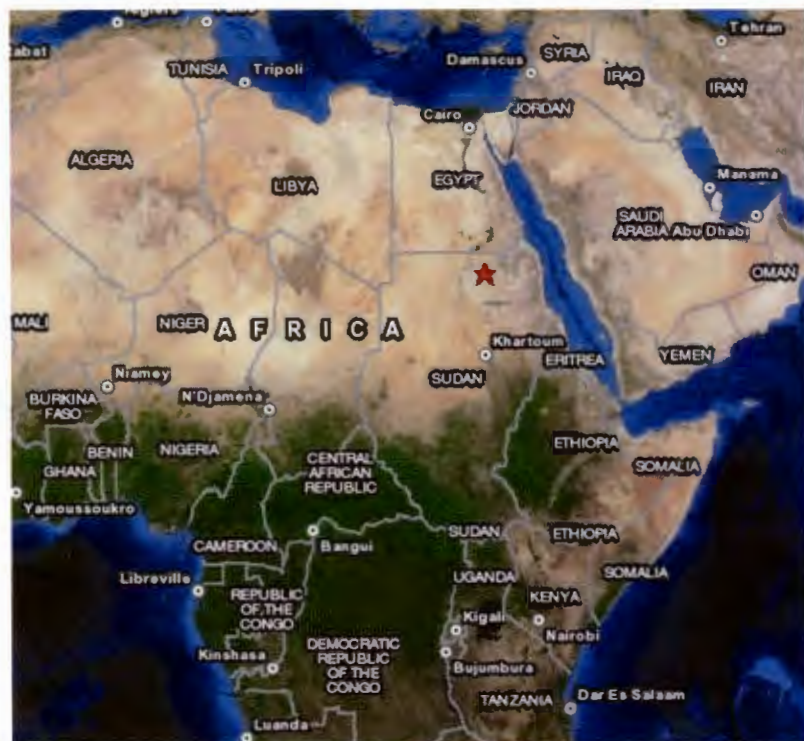 Algiers
Tunis
Tehran
Rabat
SYRIA
TUNISIA
Tripoli
Damascus
IRAQ
IRAN
JORDAN
Cairo
ALGERIA
EGYPT
LIBYA
Manama
SAUDI
ARABIA
Abu Dhabi
OMAN
MALI
NIGER
AFRICA
Khartoum
ERITREA
YEMEN
Niamey
SUDAN
BURKINA
FASO
N'Djamena
BENIN
NIGERIA
ETHIOPIA
GHANA
CENTRAL
AFRICAN
REPUBLIC
SOMALIA
Yamoussoukro
CAMEROON
Bangui
SUDAN
ETHIOPIA
Libreville
UGANDA
SOMALIA
REPUBLIC
OF THE
CONGO
KENYA
Kigali
Nairobi
DEMOCRATIC
REPUBLIC
OF THE
CONGO
Kinshasa
Bujumbura
TANZANIA
Dar Es Salaam
Luanda